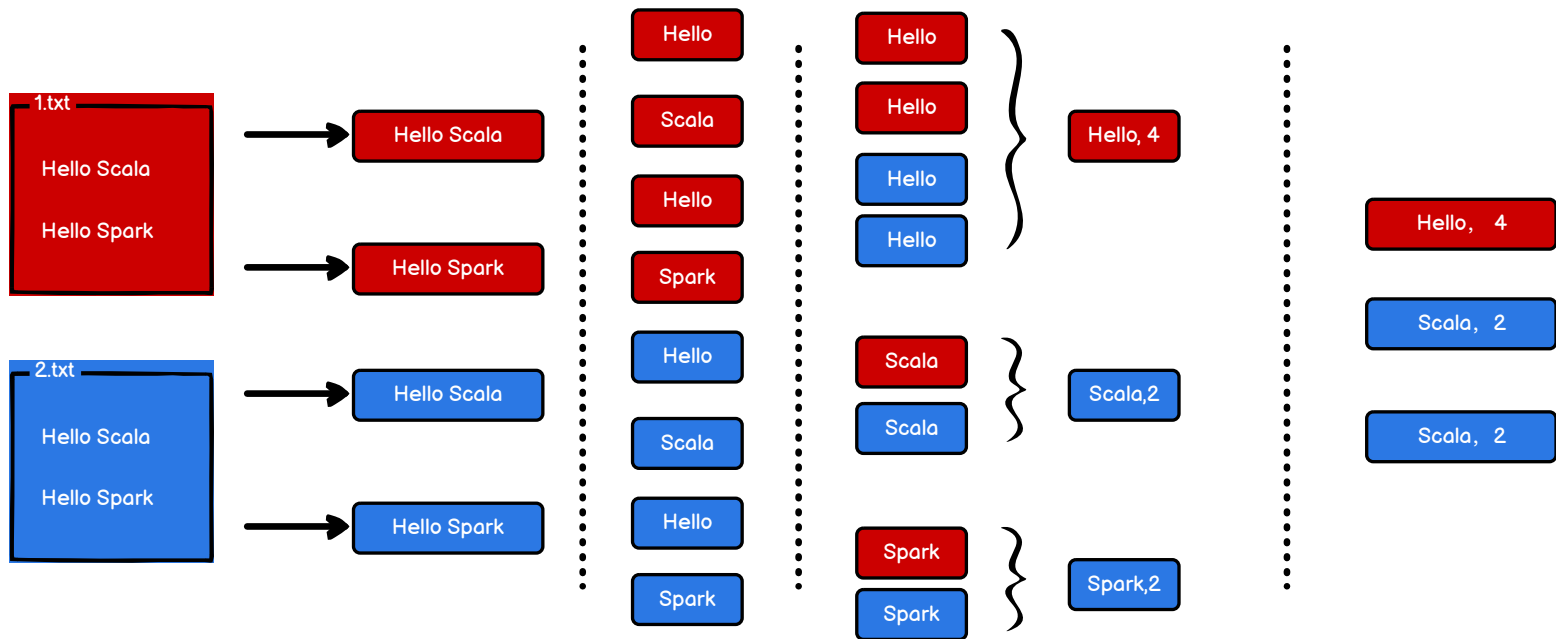 1.txt
Hello Scala
Hello Spark
2.txt
Hello Scala
Hello Spark
Hello Scala
Hello Spark
Hello Scala
Hello Spark
Hello
Scala
Hello
Spark
Hello
Scala
Hello
Spark
Hello
Hello
Hello
Hello
Scala
Scala
Spark
Spark
Hello, 4
Scala,2
Spark,2
Hello, 4
Scala, 2
Scala, 2